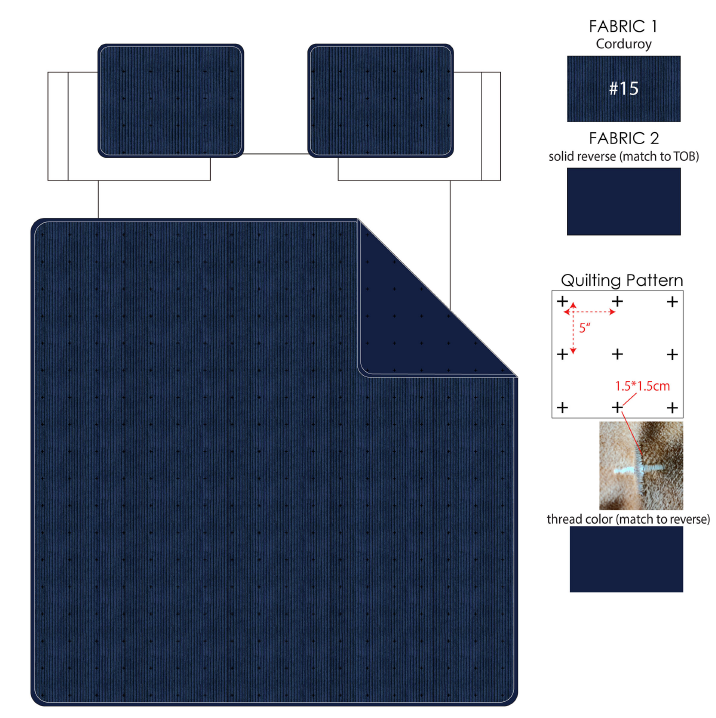 FABRIC 1
Corduroy
#15
FABRIC 2
solid reverse (match to TOB)
Quilting Pattern
5"
1.5*1.5cm
thread color (match to reverse)